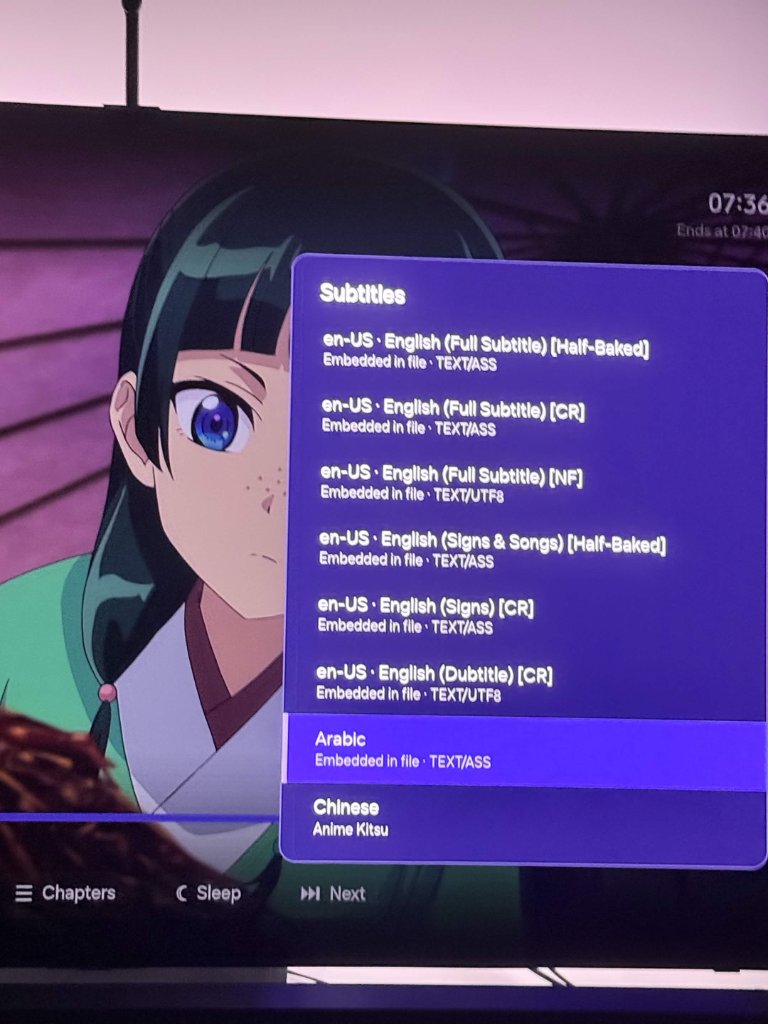 07:36
Ends at 07:40
Subtitles
en-US · English (Full Subtitle) [Half-Baked]
Embedded in file · TEXT/ASS
en-US · English (Full Subtitle) [CR]
Embedded in file · TEXT/ASS
en-US · English (Full Subtitle) [NF]
Embedded in file · TEXT/UTF8
en-US · English (Signs & Songs) [Half-Baked]
Embedded in file · TEXT/ASS
en-US · English (Signs) [CR]
Embedded in file · TEXT/ASS
en-US · English (Dubtitle) [CR]
Embedded in file · TEXT/UTF8
Arabic
Embedded in file · TEXT/ASS
Chinese
Anime Kitsu
Chapters
Sleep
Next